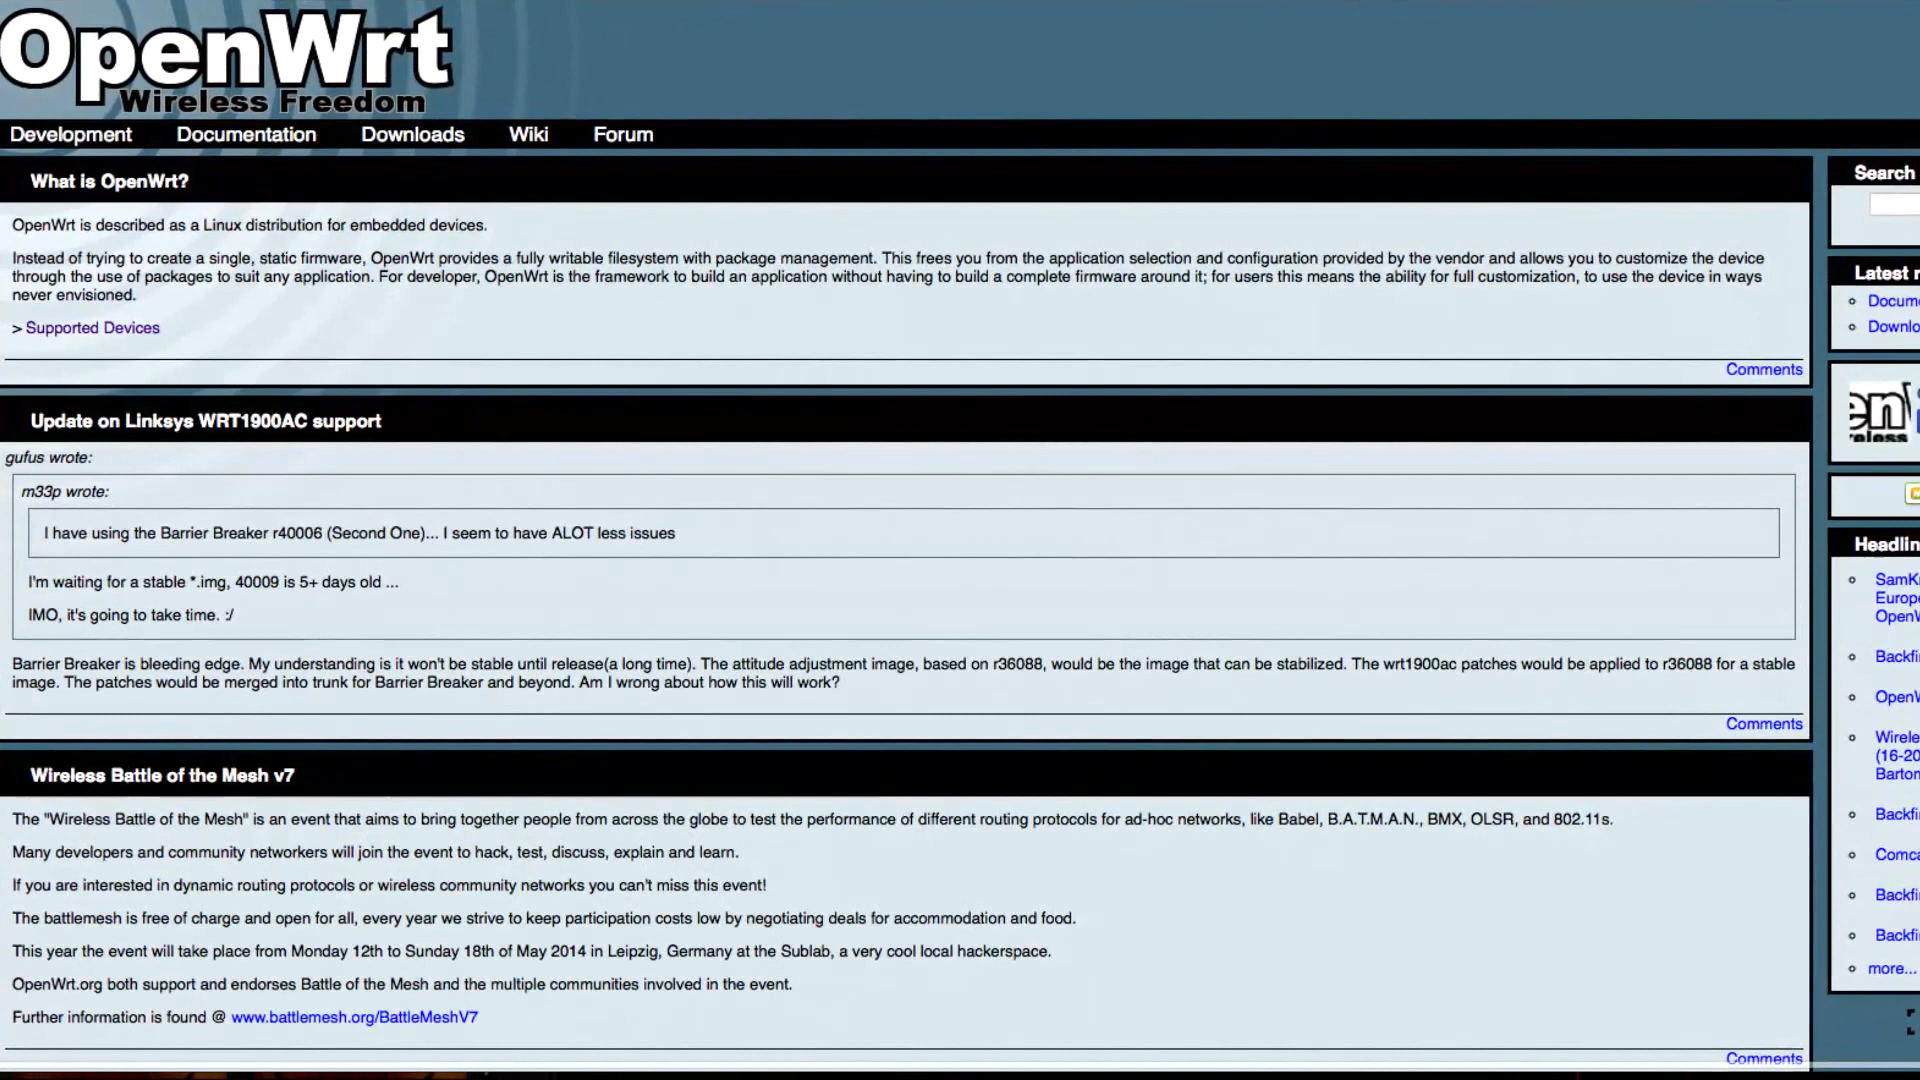 OpenWrt
Wireless Freedom
Development Documentation Downloads Wiki Forum
What is OpenWrt?
OpenWrt is described as a Linux distribution for embedded devices.
Instead of trying to create a single, static firmware, OpenWrt provides a fully writable filesystem with package management. This frees you from the application selection and configuration provided by the vendor and allows you to customize the device
through the use of packages to suit any application. For developer, OpenWrt is the framework to build an application without having to build a complete firmware around it; for users this means the ability for full customization, to use the device in ways
never envisioned.
> Supported Devices
Comments
Update on Linksys WRT1900AC support
gufus wrote:
m33p wrote:
I have using the Barrier Breaker r40006 (Second One)... I seem to have ALOT less issues
I'm waiting for a stable *.img, 40009 is 5+ days old ...
IMO, it's going to take time. :/
Barrier Breaker is bleeding edge. My understanding is it won't be stable until release(a long time). The attitude adjustment image, based on r36088, would be the image that can be stabilized. The wrt1900ac patches would be applied to r36088 for a stable
image. The patches would be merged into trunk for Barrier Breaker and beyond. Am I wrong about how this will work?
Comments
Wireless Battle of the Mesh v7
The "Wireless Battle of the Mesh" is an event that aims to bring together people from across the globe to test the performance of different routing protocols for ad-hoc networks, like Babel, B.A.T.M.A.N., BMX, OLSR, and 802.11s.
Many developers and community networkers will join the event to hack, test, discuss, explain and learn.
If you are interested in dynamic routing protocols or wireless community networks you can't miss this event!
The battlemesh is free of charge and open for all, every year we strive to keep participation costs low by negotiating deals for accommodation and food.
This year the event will take place from Monday 12th to Sunday 18th of May 2014 in Leipzig, Germany at the Sublab, a very cool local hackerspace.
OpenWrt.org both support and endorses Battle of the Mesh and the multiple communities involved in the event.
Further information is found @ www.battlemesh.org/BattleMeshV7
Comments
Search
Latest
more...